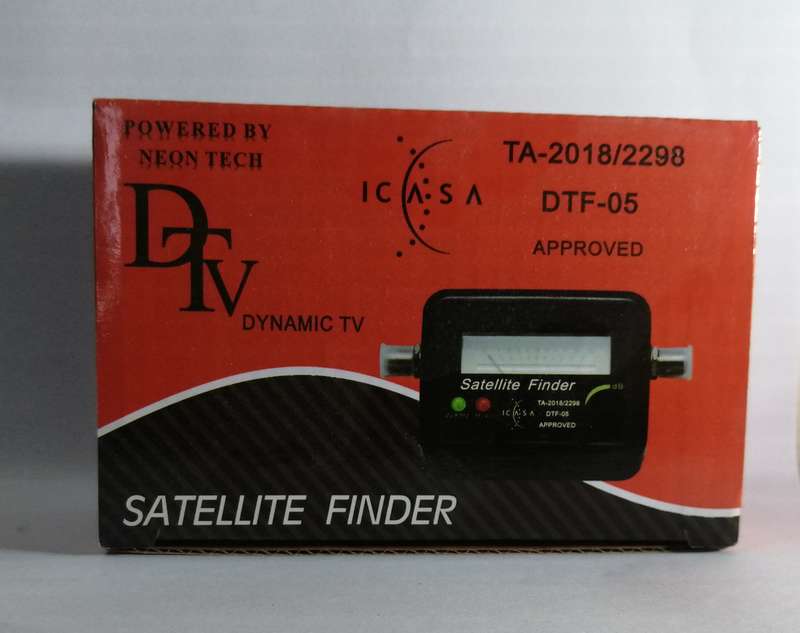 POWERED BY
NEON TECH
DTV
DYNAMIC TV
ICASA
TA-2018/2298
DTF-05
APPROVED
Satellite Finder
dB
TA-2018/2298
ICASA
DTF-05
APPROVED
SATELLITE FINDER